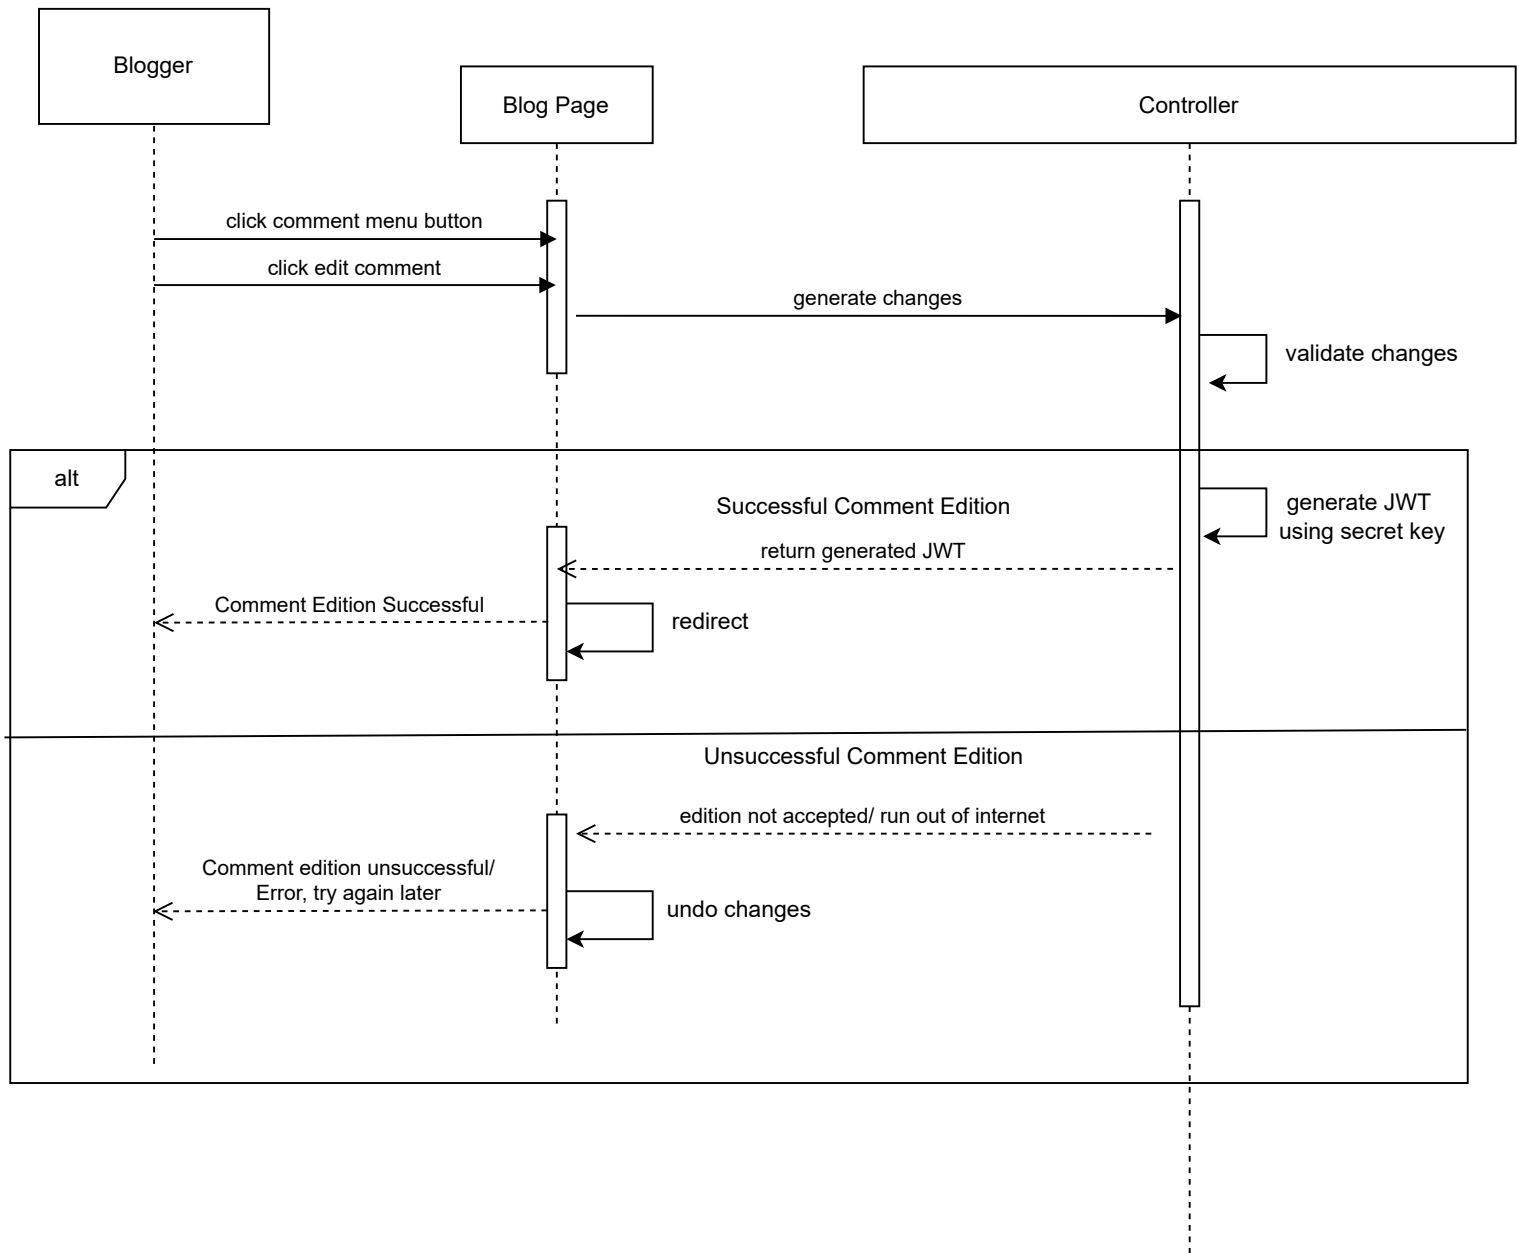 Blogger
Blog Page
Controller
click comment menu button
click edit comment
generate changes
validate changes
alt
Successful Comment Edition
generate JWT
using secret key
return generated JWT
Comment Edition Successful
redirect
Unsuccessful Comment Edition
edition not accepted/ run out of internet
Comment edition unsuccessful/
Error, try again later
undo changes